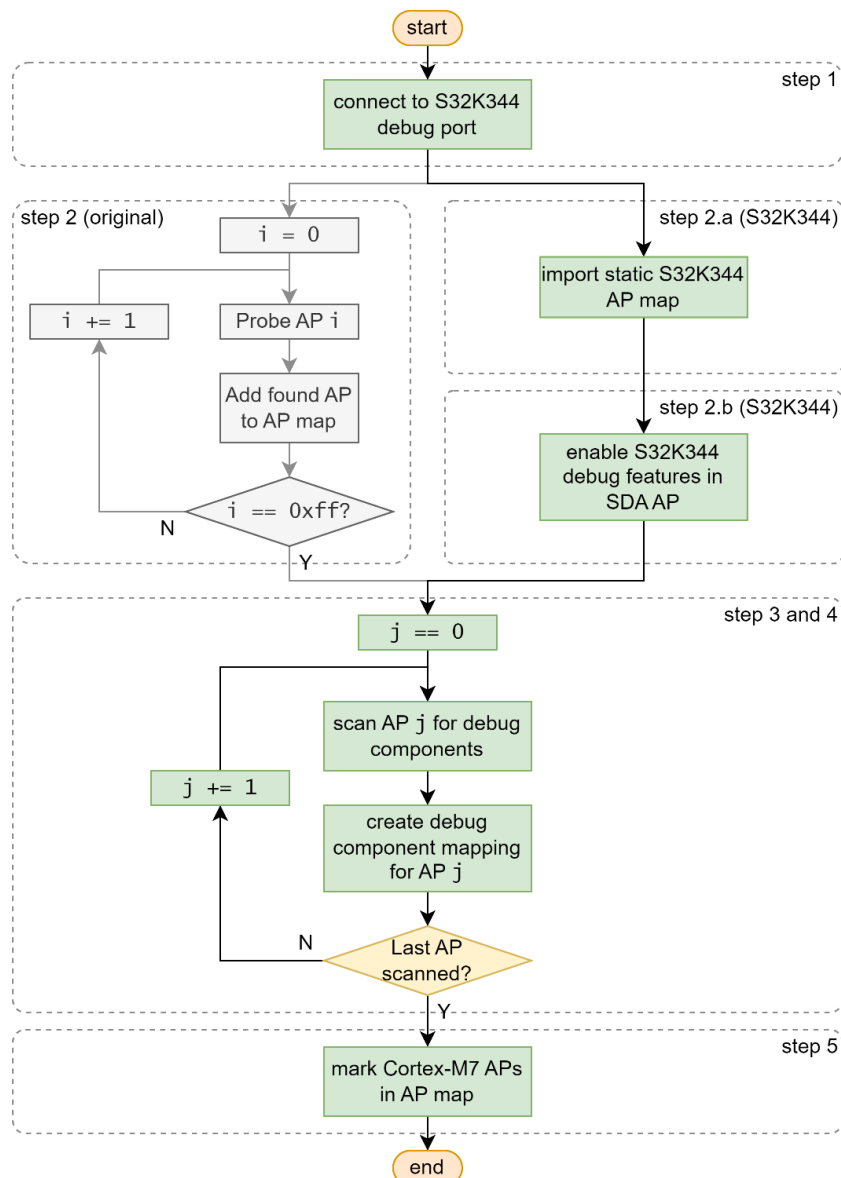 start
step 1
connect to S32K344
debug port
step 2 (original)
i = 0
i += 1
Probe AP i
Add found AP
to AP map
i == 0xff?
N
Y
step 2.a (S32K344)
import static S32K344
AP map
step 2.b (S32K344)
enable S32K344
debug features in
SDA AP
step 3 and 4
j == 0
scan AP j for debug
components
j += 1
create debug
component mapping
for AP j
Last AP
scanned?
N
Y
step 5
mark Cortex-M7 APs
in AP map
end